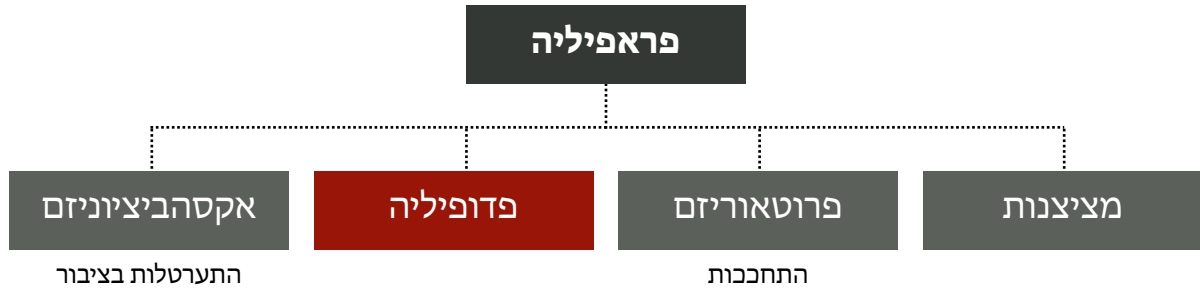 פראפיליה
מציצנות
פרוטאוריזם
פדופיליה
אקסהביציוניזם
התחככות
התערטלות בציבור